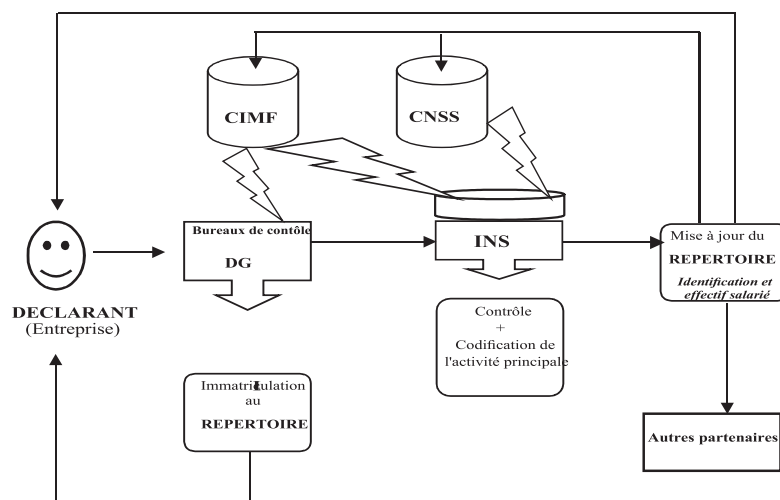 CIMF
CNSS
Bureaux de contôle
DG
INS
Mise à jour du
REPERTOIRE
Identification et
effectif salarié
DECLARANT
(Entreprise)
Contrôle
+
Codification de
l'activité principale
Immatriculation
au
REPERTOIRE
Autres partenaires